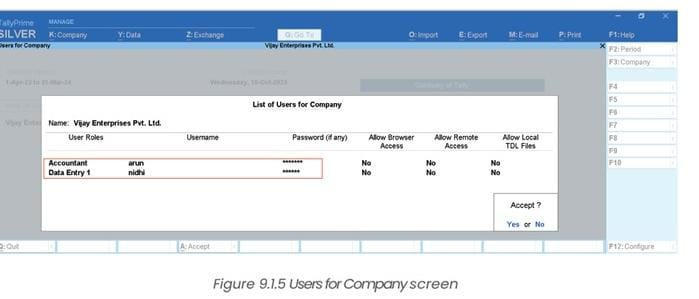 TallyPrime MANAGE
SILVER K: Company Y: Data Z: Exchange G: Go To O: Import E: Export M: E-mail P: Print F1: Help
Users for Company Vijay Enterprises Pvt. Ltd. × F2: Period
F3: Company
1-Apr-22 to 31-Mar-24 Wednesday, 18-Oct-2023 Gateway of Tally F4
List of Users for Company F5
F6
Vijay Enter Name: Vijay Enterprises Pvt. Ltd. F7
User Roles Username Password (if any) Allow Browser Access Allow Remote Access Allow Local TDL Files F8
F9
Accountant arun ******* No No No F10
Data Entry 1 nidhi ****** No No No
Accept ?
Yes or No
Q: Quit A: Accept F12: Configure
Figure 9.1.5 Users for Company screen